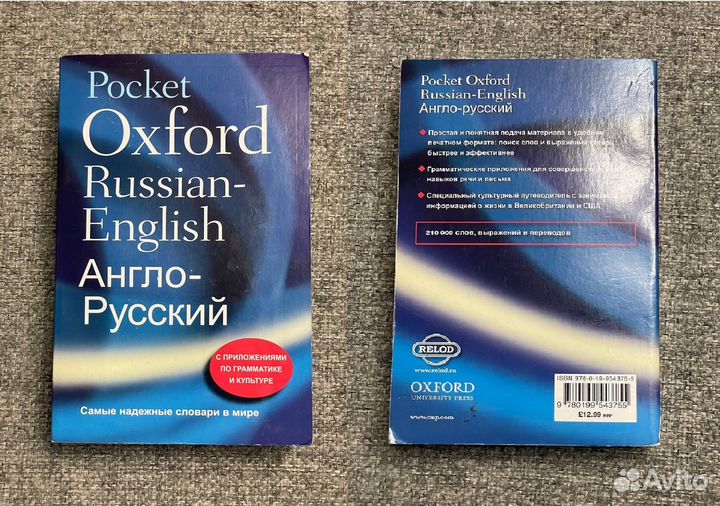 Pocket
Oxford
Russian-
English
Англо-
Русский
С ПРИЛОЖЕНИЯМИ
ПО ГРАММАТИКЕ
И КУЛЬТУРЕ
Самые надежные словари в мире
Pocket Oxford
Russian-English
Англо-русский
Простая и понятная подача материала в удобном
печатном формате: поиск слов и выражений
быстрее и эффективнее
Грамматические приложения для
навыков речи и письма
Специальный культурный путеводитель с
информацией о жизни в Великобритании и США
210 000 слов, выражений и переводов
RELOD
www.relod.ru
OXFORD
UNIVERSITY PRESS
www.oup.com
ISBN 978-0-19-954375-5
9 780199 543755
£12.99 RRP
Avito